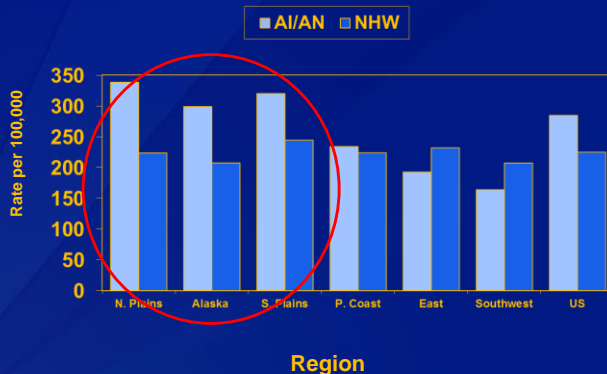 AI/AN NHW
Rate per 100,000
350
300
250
200
150
100
50
0
N. Plains Alaska S. Plains P. Coast East Southwest US
Region